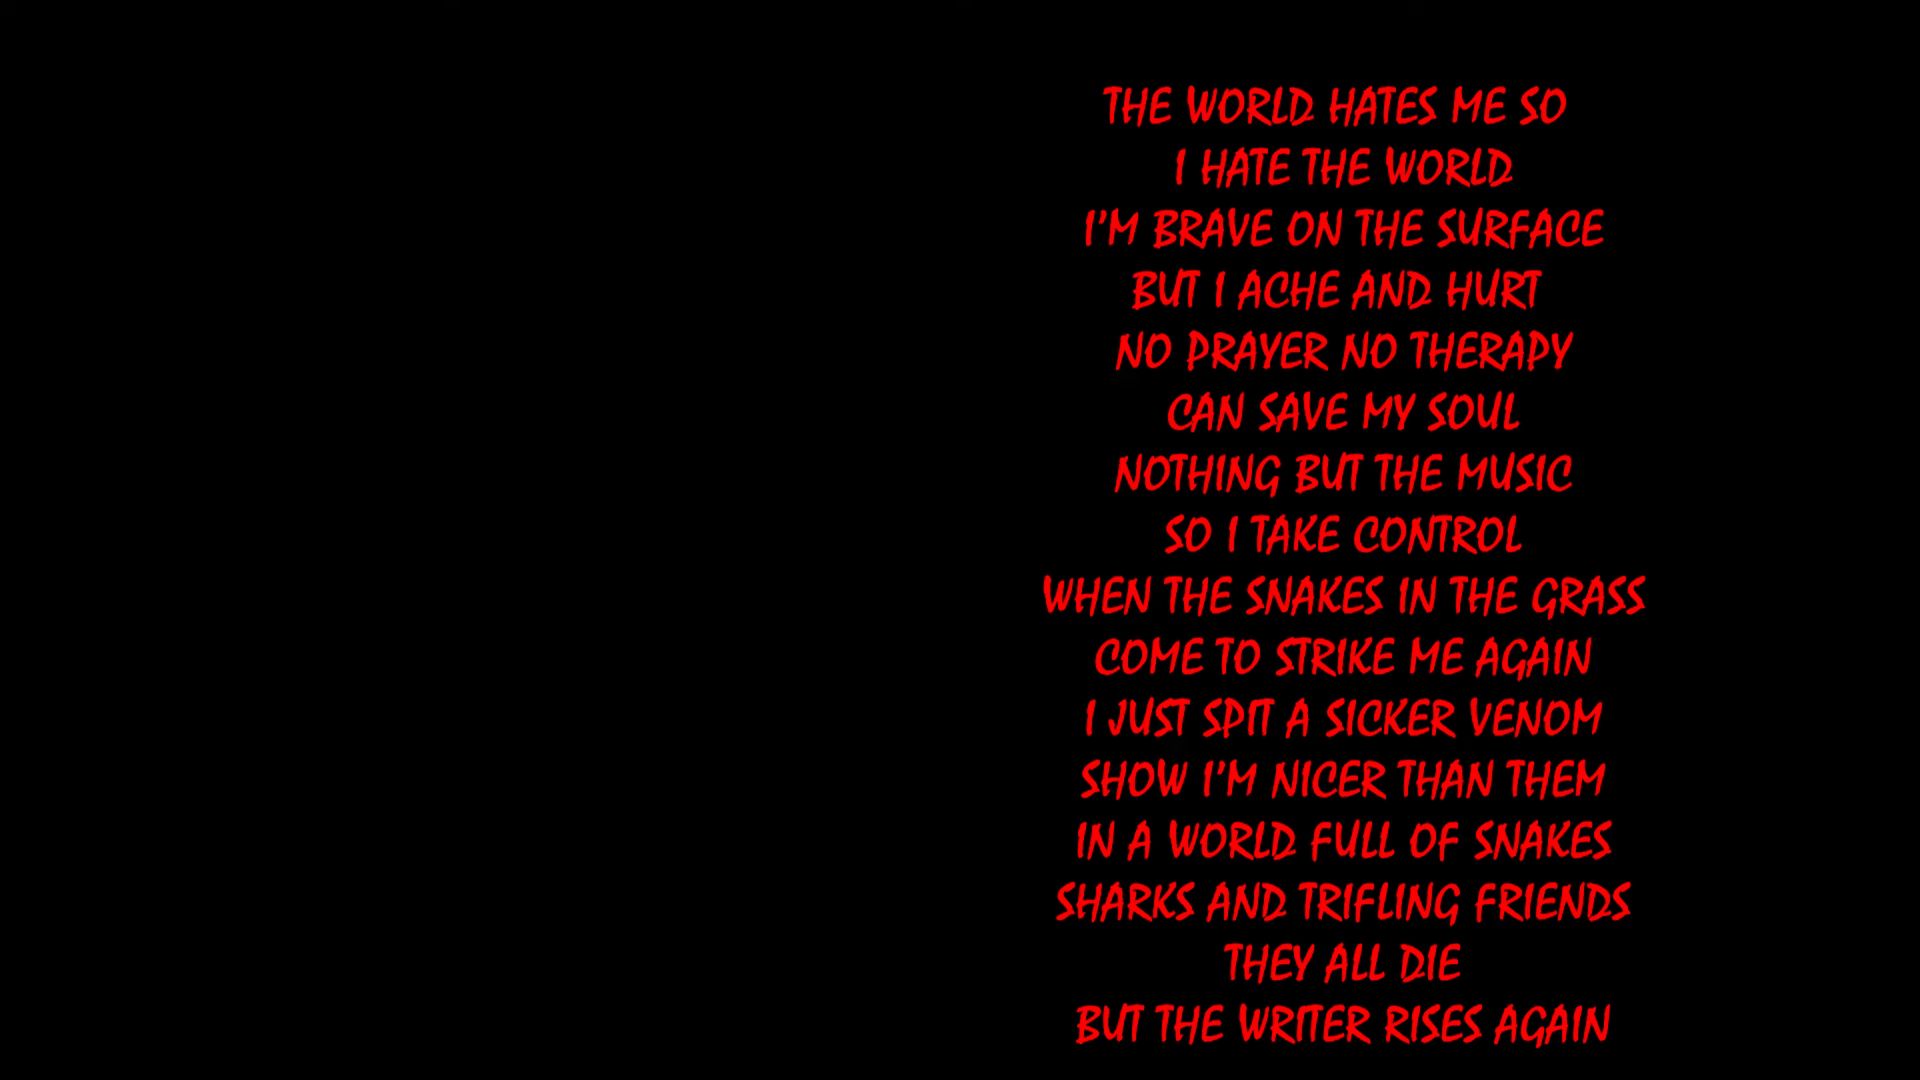 THE WORLD HATES ME SO
I HATE THE WORLD
I'M BRAVE ON THE SURFACE
BUT I ACHE AND HURT
NO PRAYER NO THERAPY
CAN SAVE MY SOUL
NOTHING BUT THE MUSIC
SO I TAKE CONTROL
WHEN THE SNAKES IN THE GRASS
COME TO STRIKE ME AGAIN
I JUST SPIT A SICKER VENOM
SHOW I'M NICER THAN THEM
IN A WORLD FULL OF SNAKES
SHARKS AND TRIFLING FRIENDS
THEY ALL DIE
BUT THE WRITER RISES AGAIN